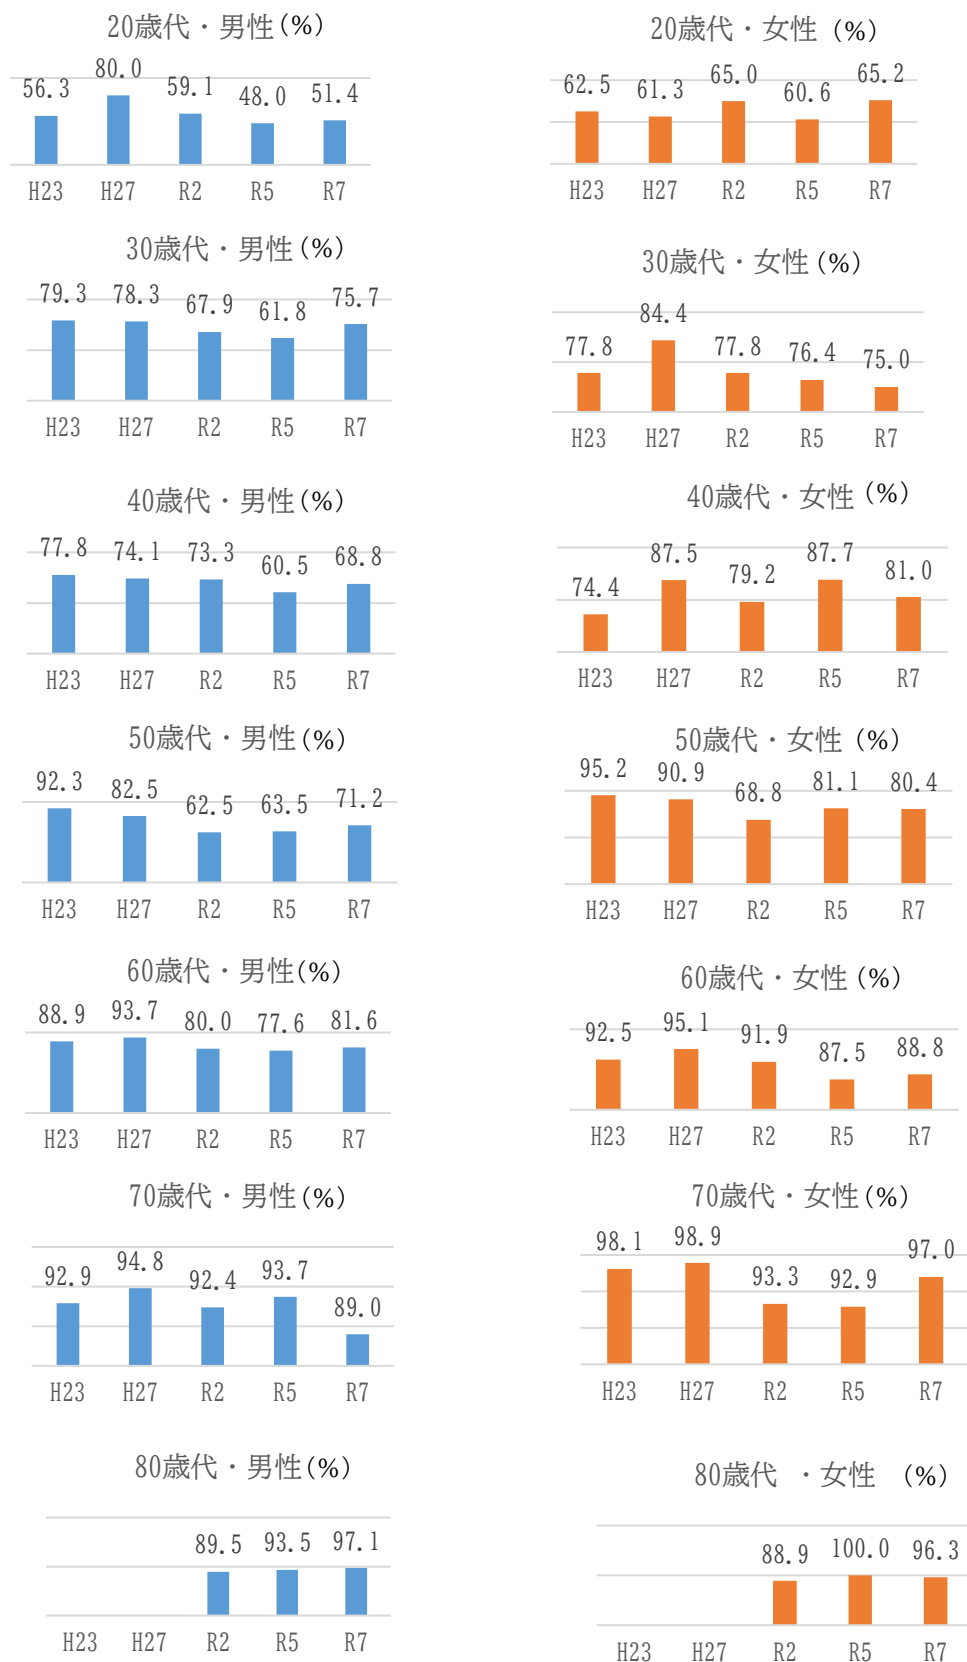 20歳代・男性(%)
56.3 80.0 59.1 48.0 51.4
H23 H27 R2 R5 R7
20歳代・女性 (%)
62.5 61.3 65.0 60.6 65.2
H23 H27 R2 R5 R7
30歳代・男性(%)
79.3 78.3 67.9 61.8 75.7
H23 H27 R2 R5 R7
30歳代・女性(%)
77.8 84.4 77.8 76.4 75.0
H23 H27 R2 R5 R7
40歳代・男性(%)
77.8 74.1 73.3 60.5 68.8
H23 H27 R2 R5 R7
40歳代・女性(%)
74.4 87.5 79.2 87.7 81.0
H23 H27 R2 R5 R7
50歳代・男性(%)
92.3 82.5 62.5 63.5 71.2
H23 H27 R2 R5 R7
50歳代・女性 (%)
95.2 90.9 68.8 81.1 80.4
H23 H27 R2 R5 R7
60歳代・男性(%)
88.9 93.7 80.0 77.6 81.6
H23 H27 R2 R5 R7
60歳代・女性(%)
92.5 95.1 91.9 87.5 88.8
H23 H27 R2 R5 R7
70歳代・男性(%)
92.9 94.8 92.4 93.7 89.0
H23 H27 R2 R5 R7
70歳代・女性(%)
98.1 98.9 93.3 92.9 97.0
H23 H27 R2 R5 R7
80歳代・男性(%)
89.5 93.5 97.1
H23 H27 R2 R5 R7
80歳代 ・女性 (%)
88.9 100.0 96.3
H23 H27 R2 R5 R7